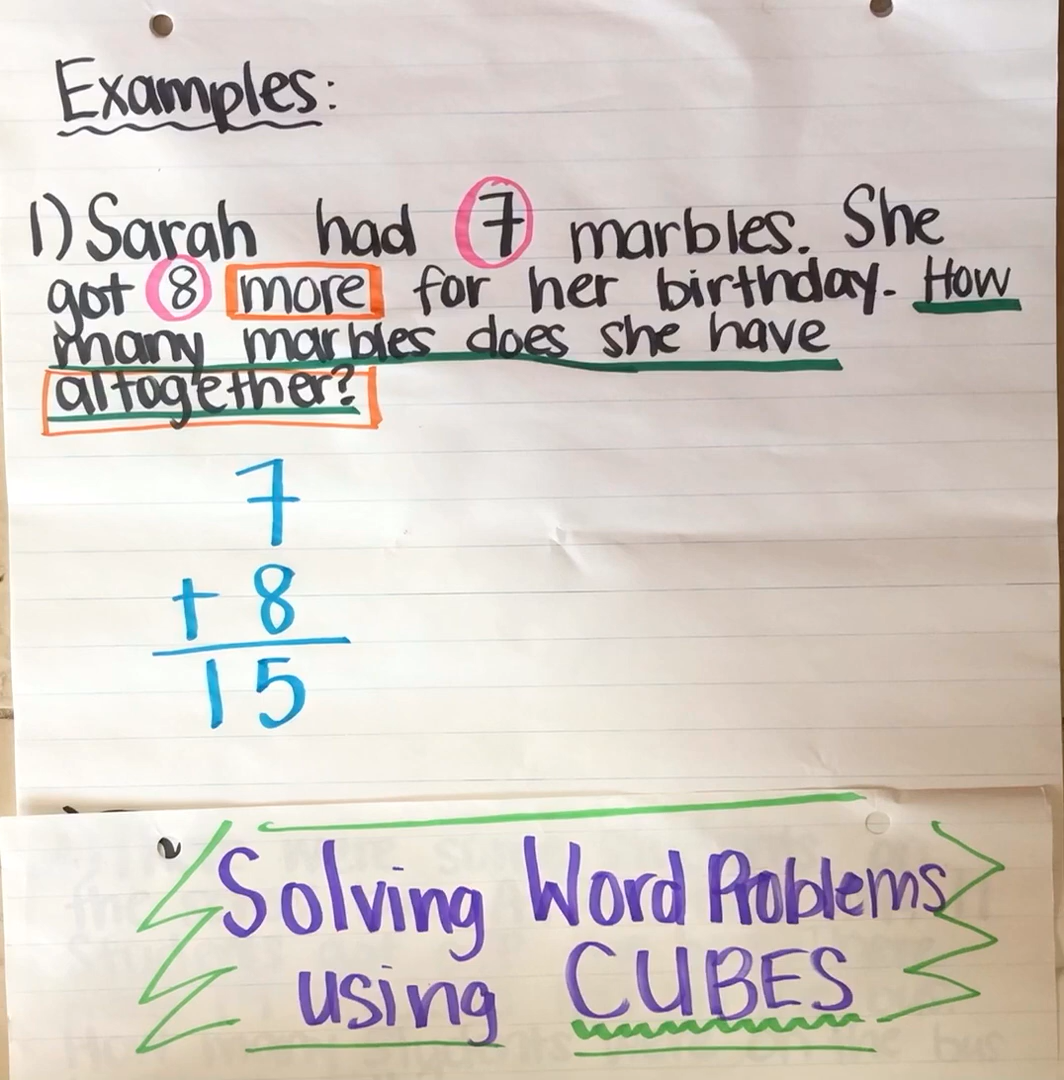 Examples:
1) Sarah had 7 marbles. She
got 8 more for her birthday. How
many marbles does she have
altogether?
7
+ 8
15
Solving Word Problems
using CUBES